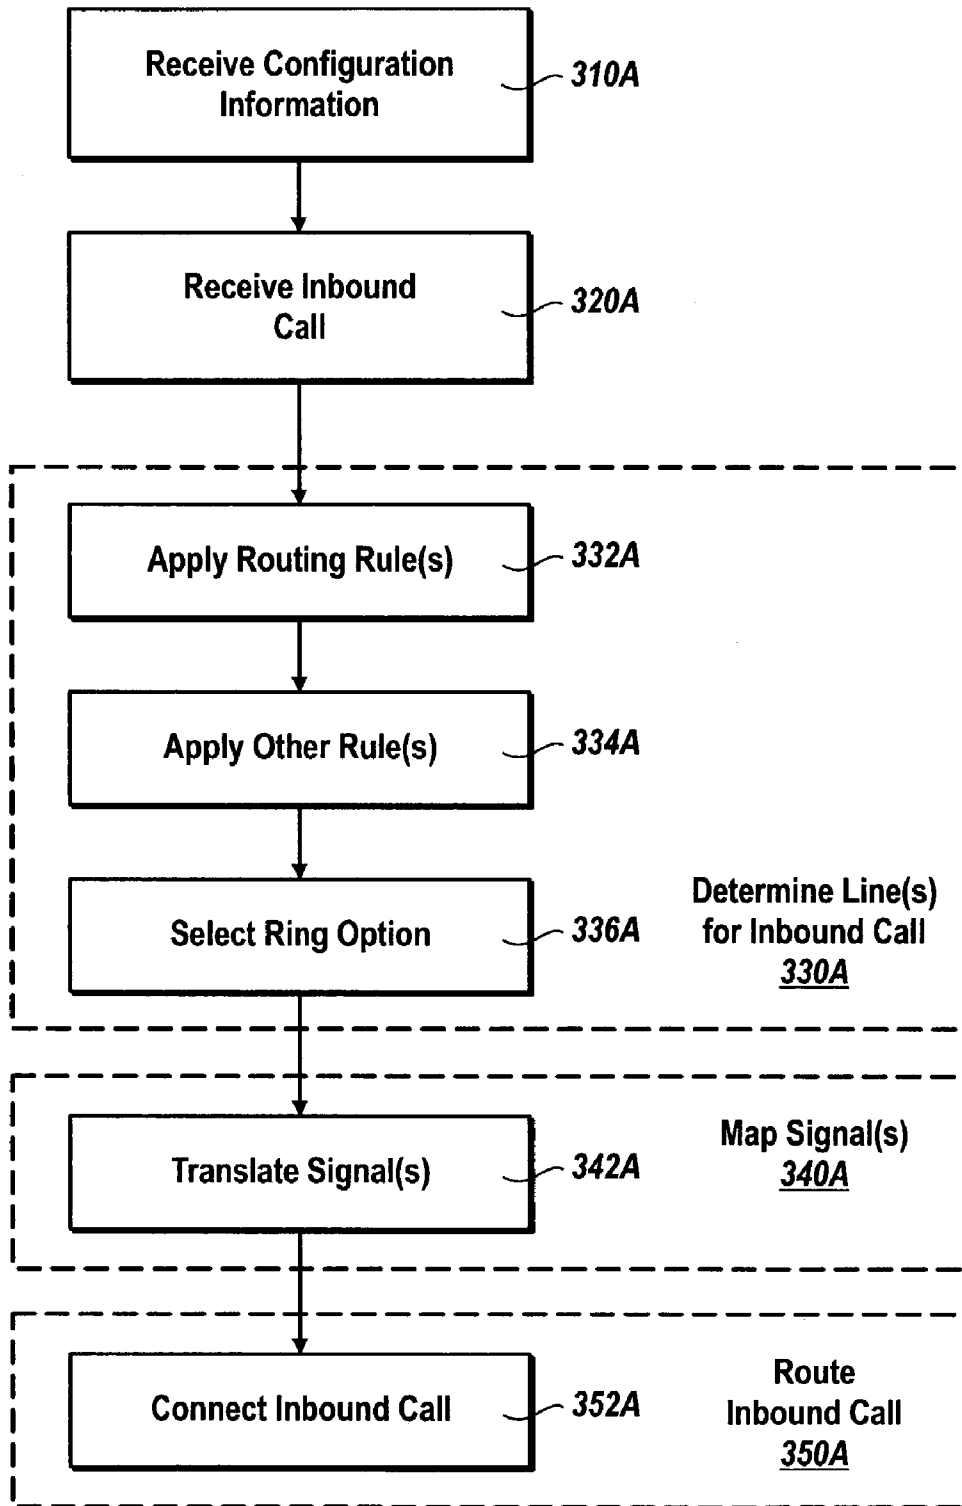 Receive Configuration
Information
310A
Receive Inbound
Call
320A
Apply Routing Rule(s)
332A
Apply Other Rule(s)
334A
Select Ring Option
336A
Determine Line(s)
for Inbound Call
330A
Translate Signal(s)
342A
Map Signal(s)
340A
Connect Inbound Call
352A
Route
Inbound Call
350A